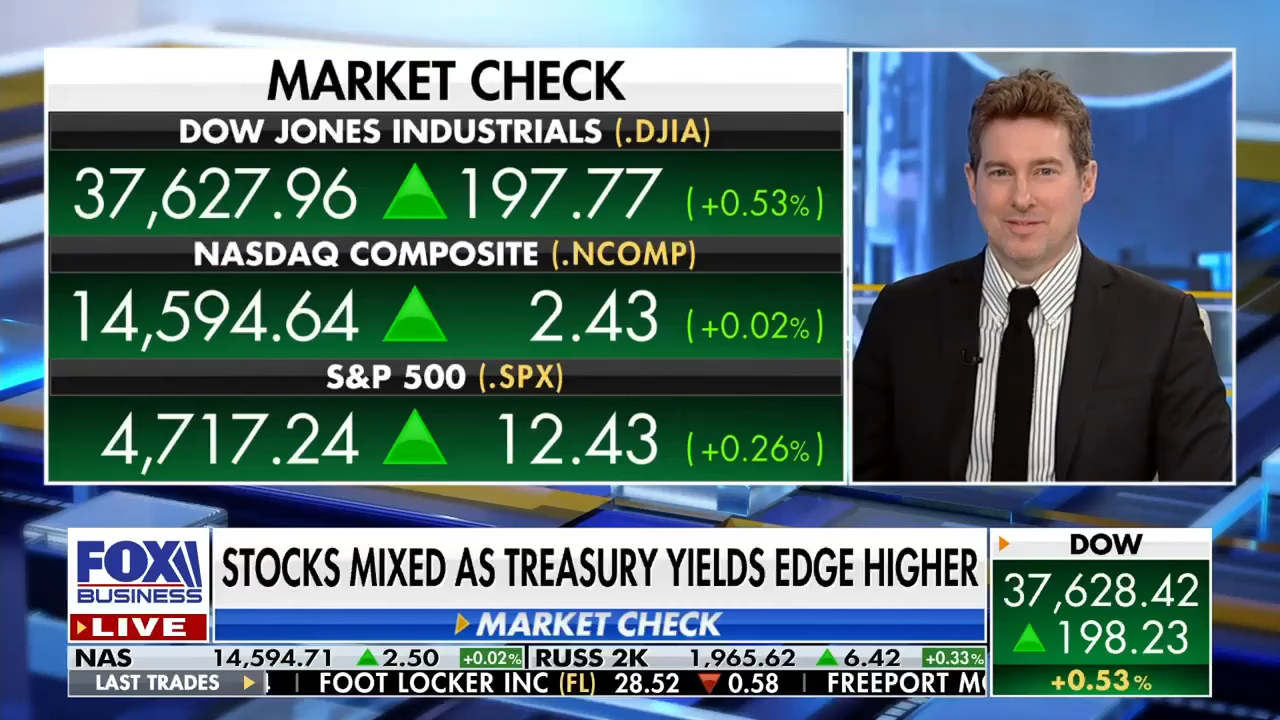 MARKET CHECK
DOW JONES INDUSTRIALS (.DJIA)
37,627.96 ▲ 197.77 (+0.53%)
NASDAQ COMPOSITE (.NCOMP)
14,594.64 ▲ 2.43 (+0.02%)
S&P 500 (.SPX)
4,717.24 ▲ 12.43 (+0.26%)
FOX BUSINESS
LIVE
STOCKS MIXED AS TREASURY YIELDS EDGE HIGHER
MARKET CHECK
DOW
37,628.42
▲ 198.23
+0.53%
NAS 14,594.71 ▲ 2.50 +0.02% RUSS 2K 1,965.62 ▲ 6.42 +0.33%
LAST TRADES | FOOT LOCKER INC (FL) 28.52 ▼ 0.58 | FREEPORT